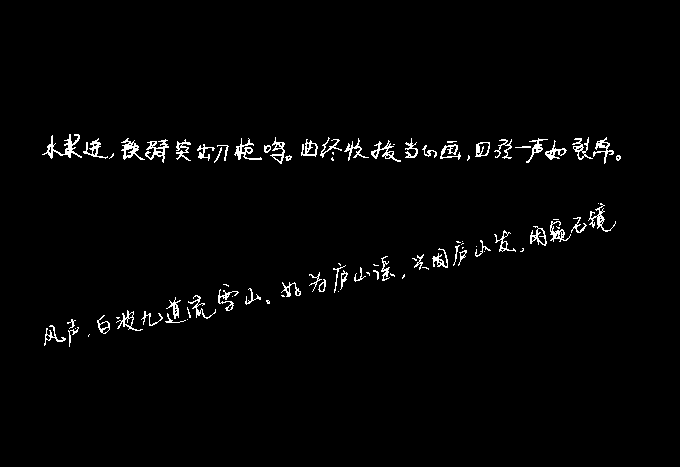 水浆迸,铁骑突出刀枪鸣。曲终收拨当心画,四弦一声如裂帛。
风声,白波九道流雪山。好为庐山谣,兴因庐山发,闲窥石镜